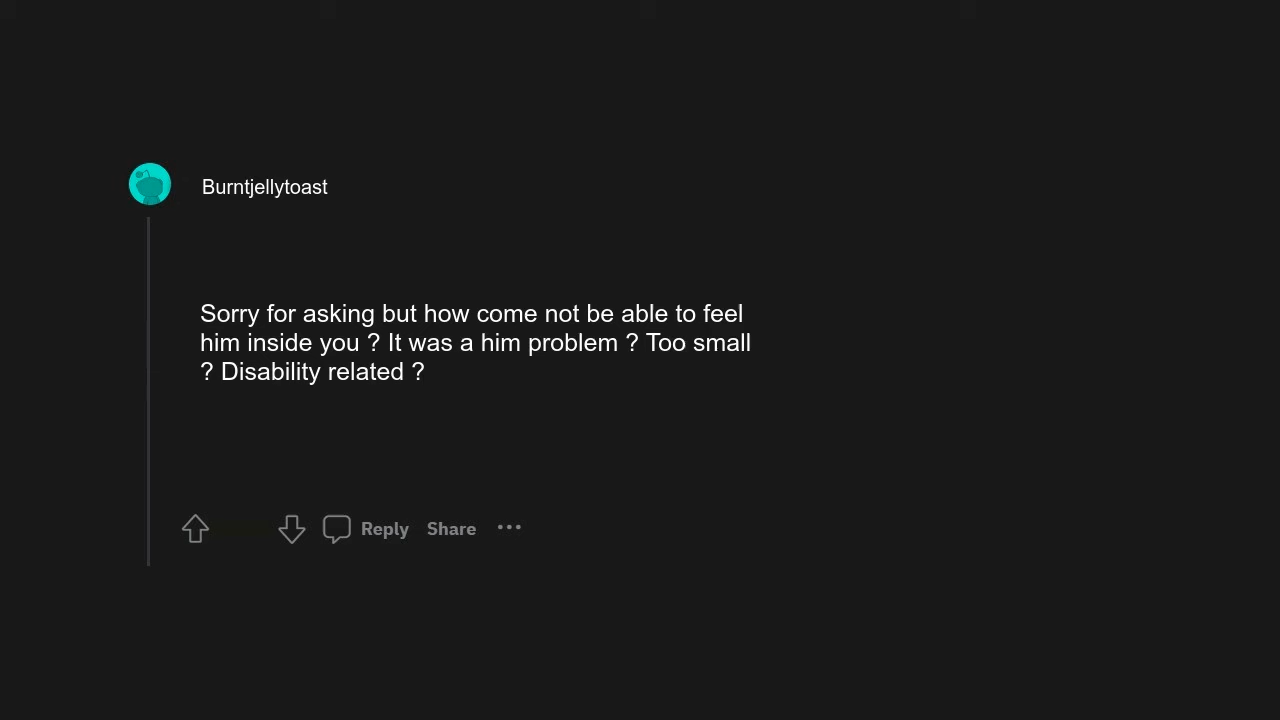 Burntjellytoast
Sorry for asking but how come not be able to feel
him inside you ? It was a him problem ? Too small
? Disability related ?
Reply Share